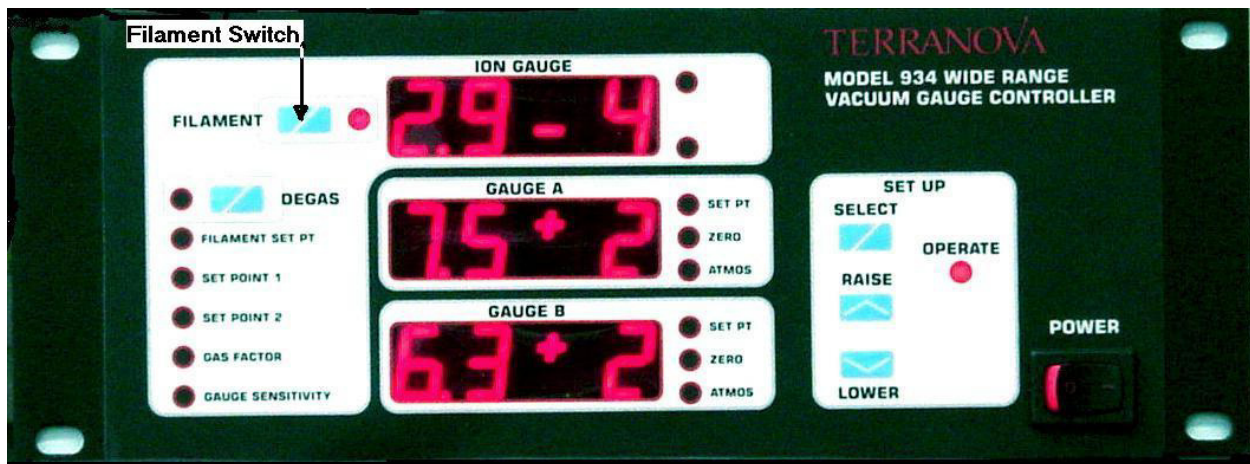 Filament Switch
TERRANOVA
MODEL 934 WIDE RANGE
VACUUM GAUGE CONTROLLER
ION GAUGE
FILAMENT
2.9 - 4
DEGAS
FILAMENT SET PT
SET POINT 1
SET POINT 2
GAS FACTOR
GAUGE SENSITIVITY
GAUGE A
7.5 + 2
SET PT
ZERO
ATMOS
GAUGE B
6.3 + 2
SET PT
ZERO
ATMOS
SET UP
SELECT
OPERATE
RAISE
LOWER
POWER